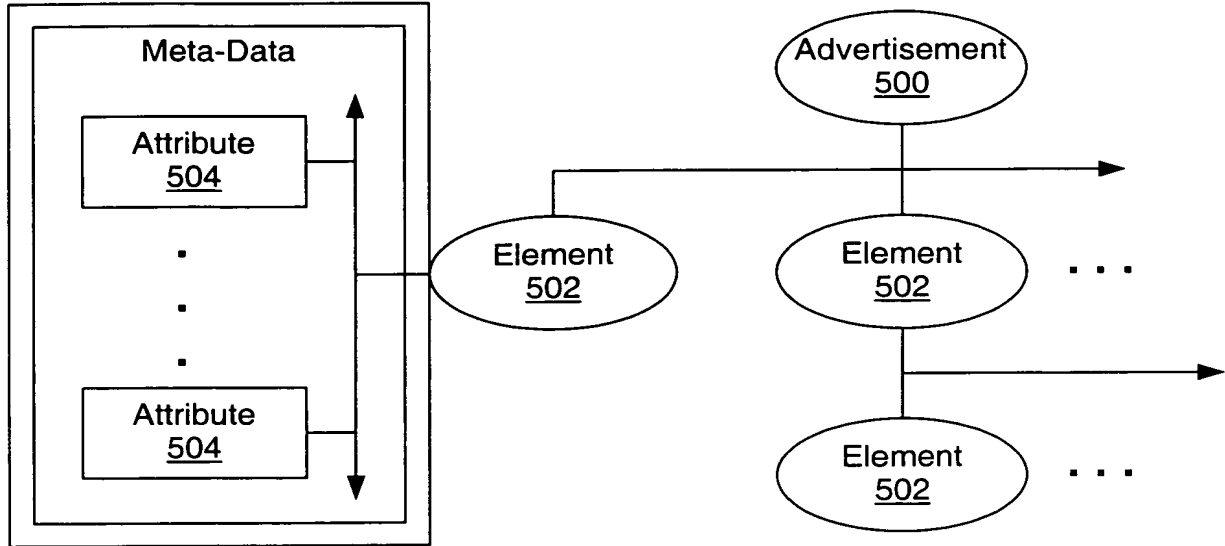 Meta-Data
Attribute
504
Attribute
504
Advertisement
500
Element
502
Element
502
Element
502